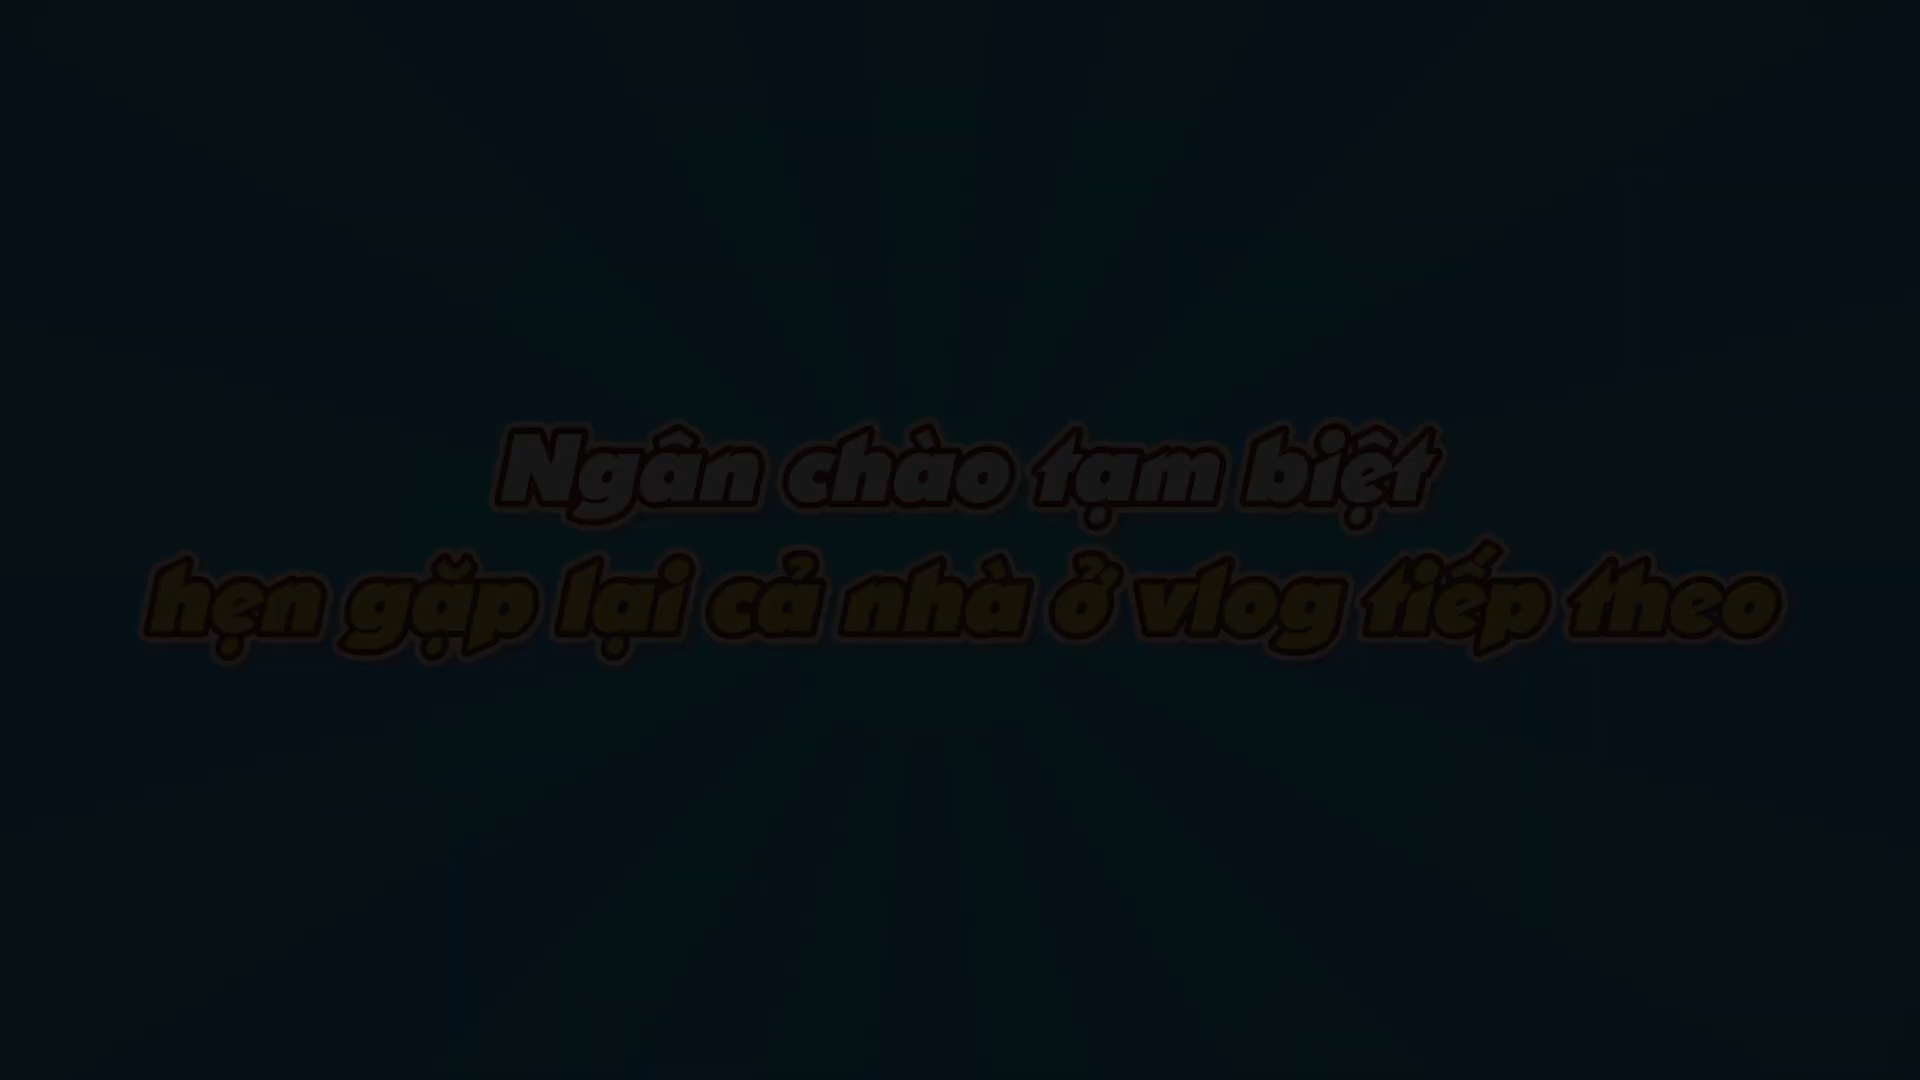 Ngân chào tạm biệt
hẹn gặp lại cả nhà ở vlog tiếp theo